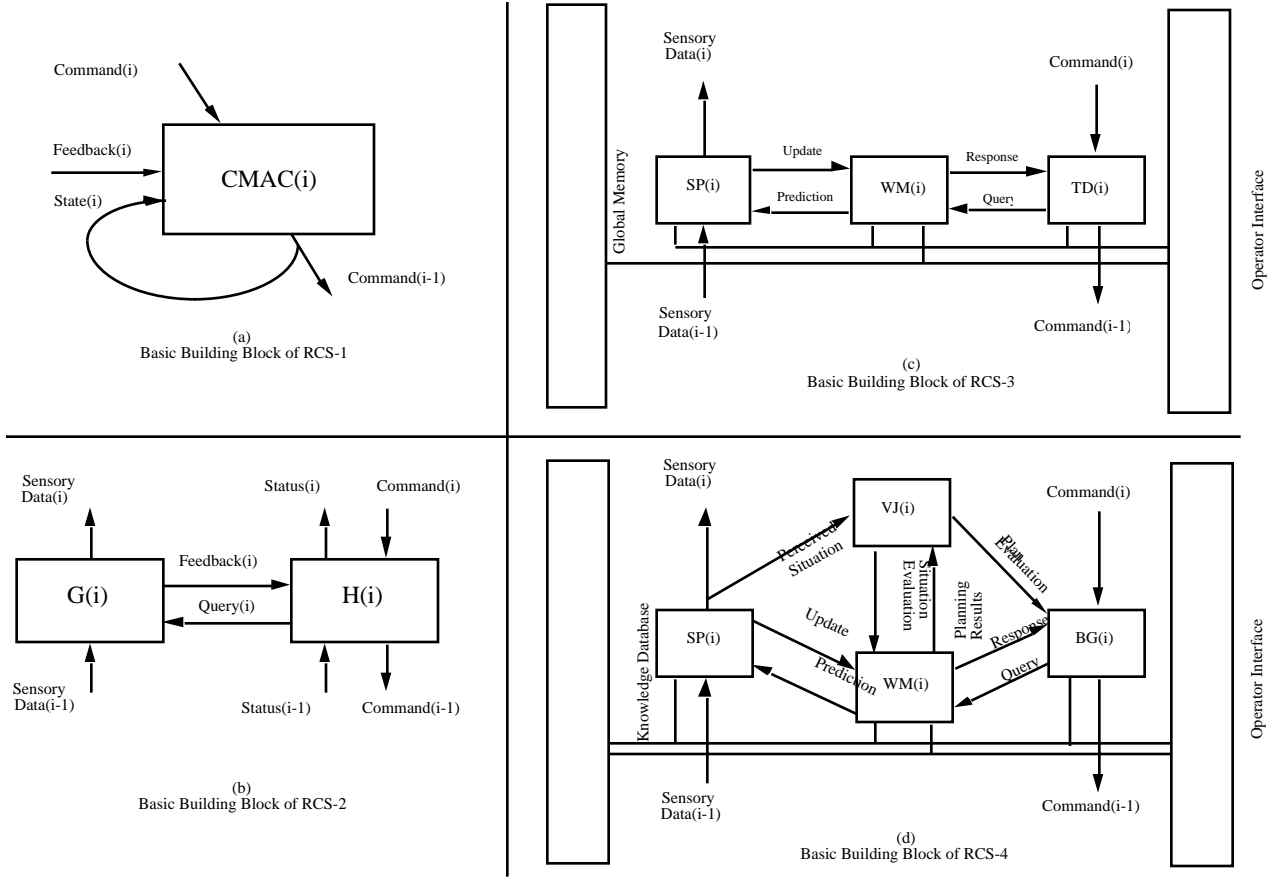 Command(i)
Feedback(i)
CMAC(i)
State(i)
Command(i-1)
(a)
Basic Building Block of RCS-1
Sensory
Data(i)
Command(i)
Update
Response
SP(i)
WM(i)
TD(i)
Prediction
Query
Global Memory
Operator Interface
Sensory
Data(i-1)
Command(i-1)
(c)
Basic Building Block of RCS-3
Sensory
Data(i)
Status(i)
Command(i)
Feedback(i)
G(i)
H(i)
Query(i)
Sensory
Data(i-1)
Status(i-1)
Command(i-1)
(b)
Basic Building Block of RCS-2
Sensory
Data(i)
VJ(i)
Command(i)
Perceived
Situation
Plan
Evaluation
Situation
Evaluation
Planning
Results
Update
Response
SP(i)
BG(i)
Prediction
WM(i)
Query
Knowledge Database
Operator Interface
Sensory
Data(i-1)
Command(i-1)
(d)
Basic Building Block of RCS-4